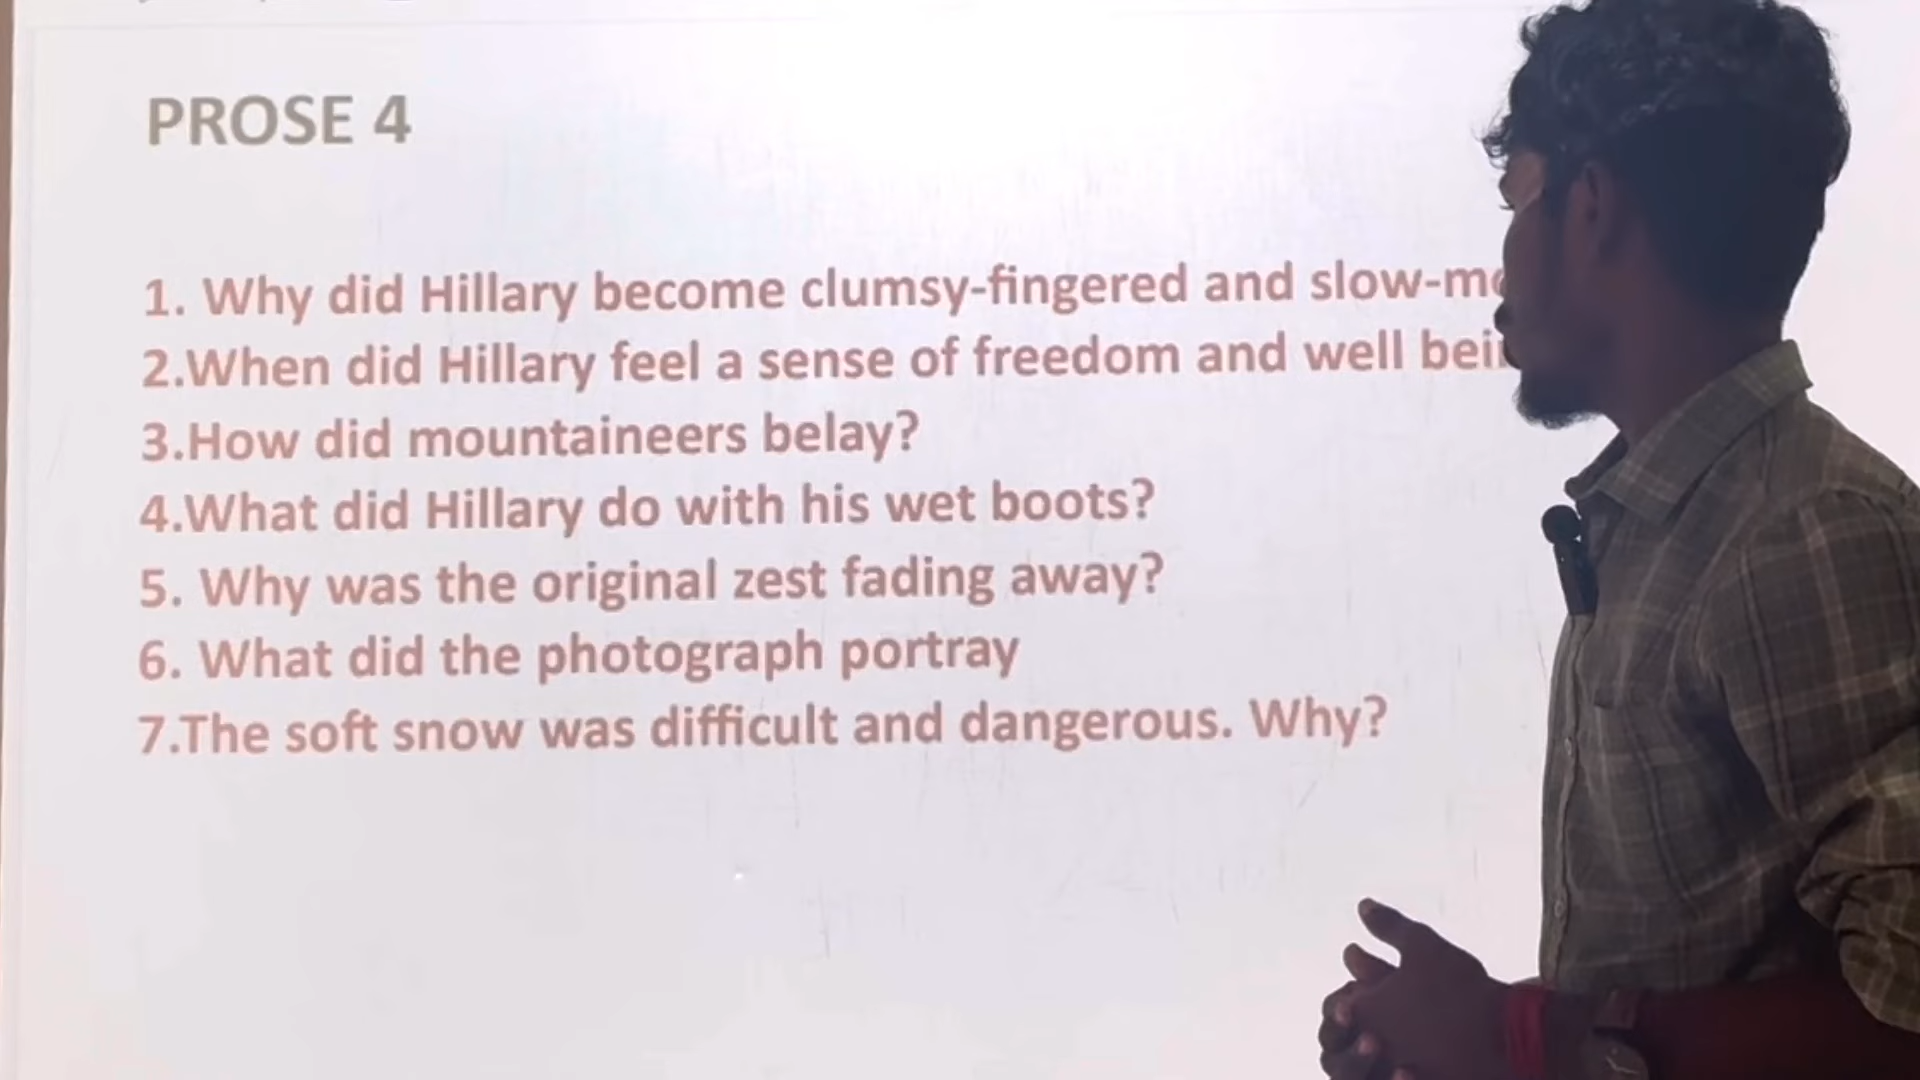 PROSE 4
1. Why did Hillary become clumsy-fingered and
2.When did Hillary feel a sense of freedom and well
3.How did mountaineers belay?
4.What did Hillary do with his wet boots?
5. Why was the original zest fading away?
6. What did the photograph portray
7.The soft snow was difficult and dangerous. Why?